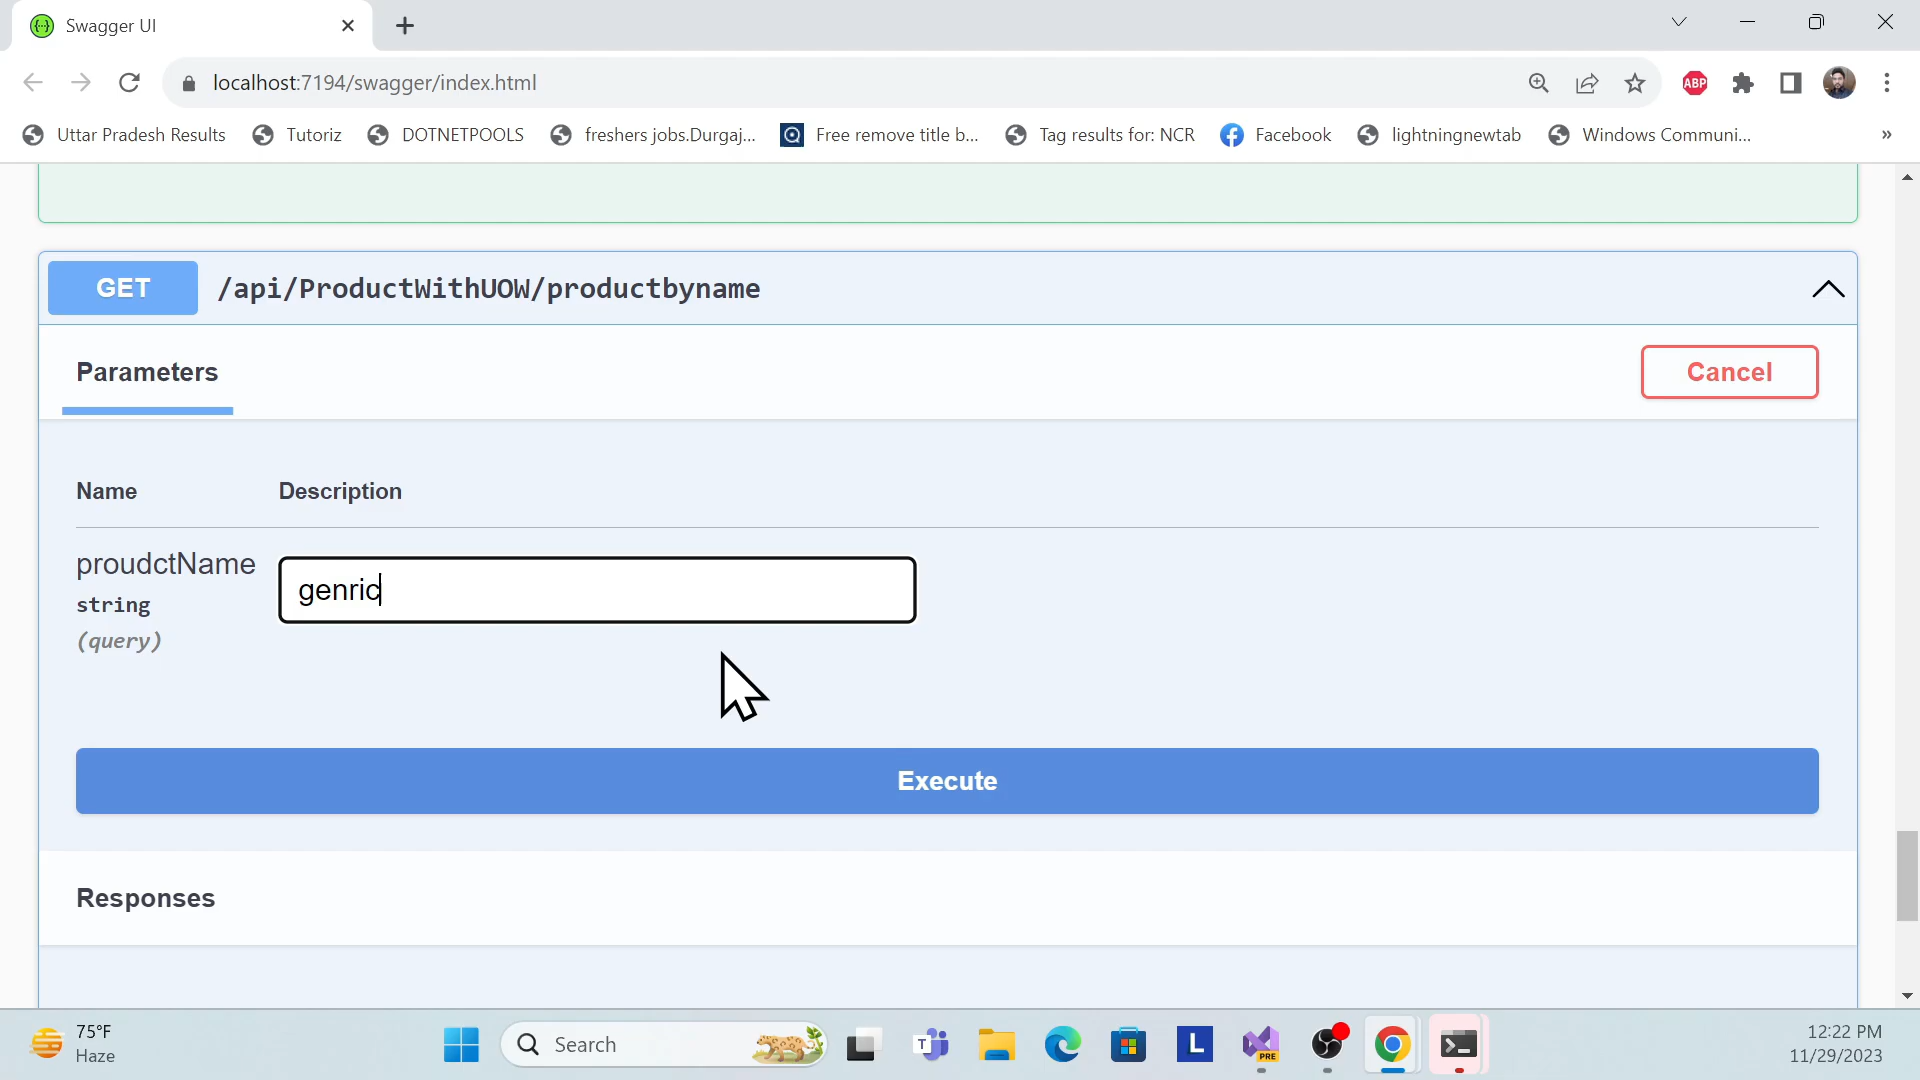 Swagger UI
localhost:7194/swagger/index.html
ABP
Uttar Pradesh Results Tutoriz DOTNETPOOLS freshers jobs.Durgaj... Free remove title b... Tag results for: NCR Facebook lightningnewtab Windows Communi... »
GET /api/ProductWithUOW/productbyname
Parameters Cancel
Name Description
proudctName
genric
string
(query)
Execute
Responses
75°F
Haze
Search
T
L
PRE
12:22 PM
11/29/2023